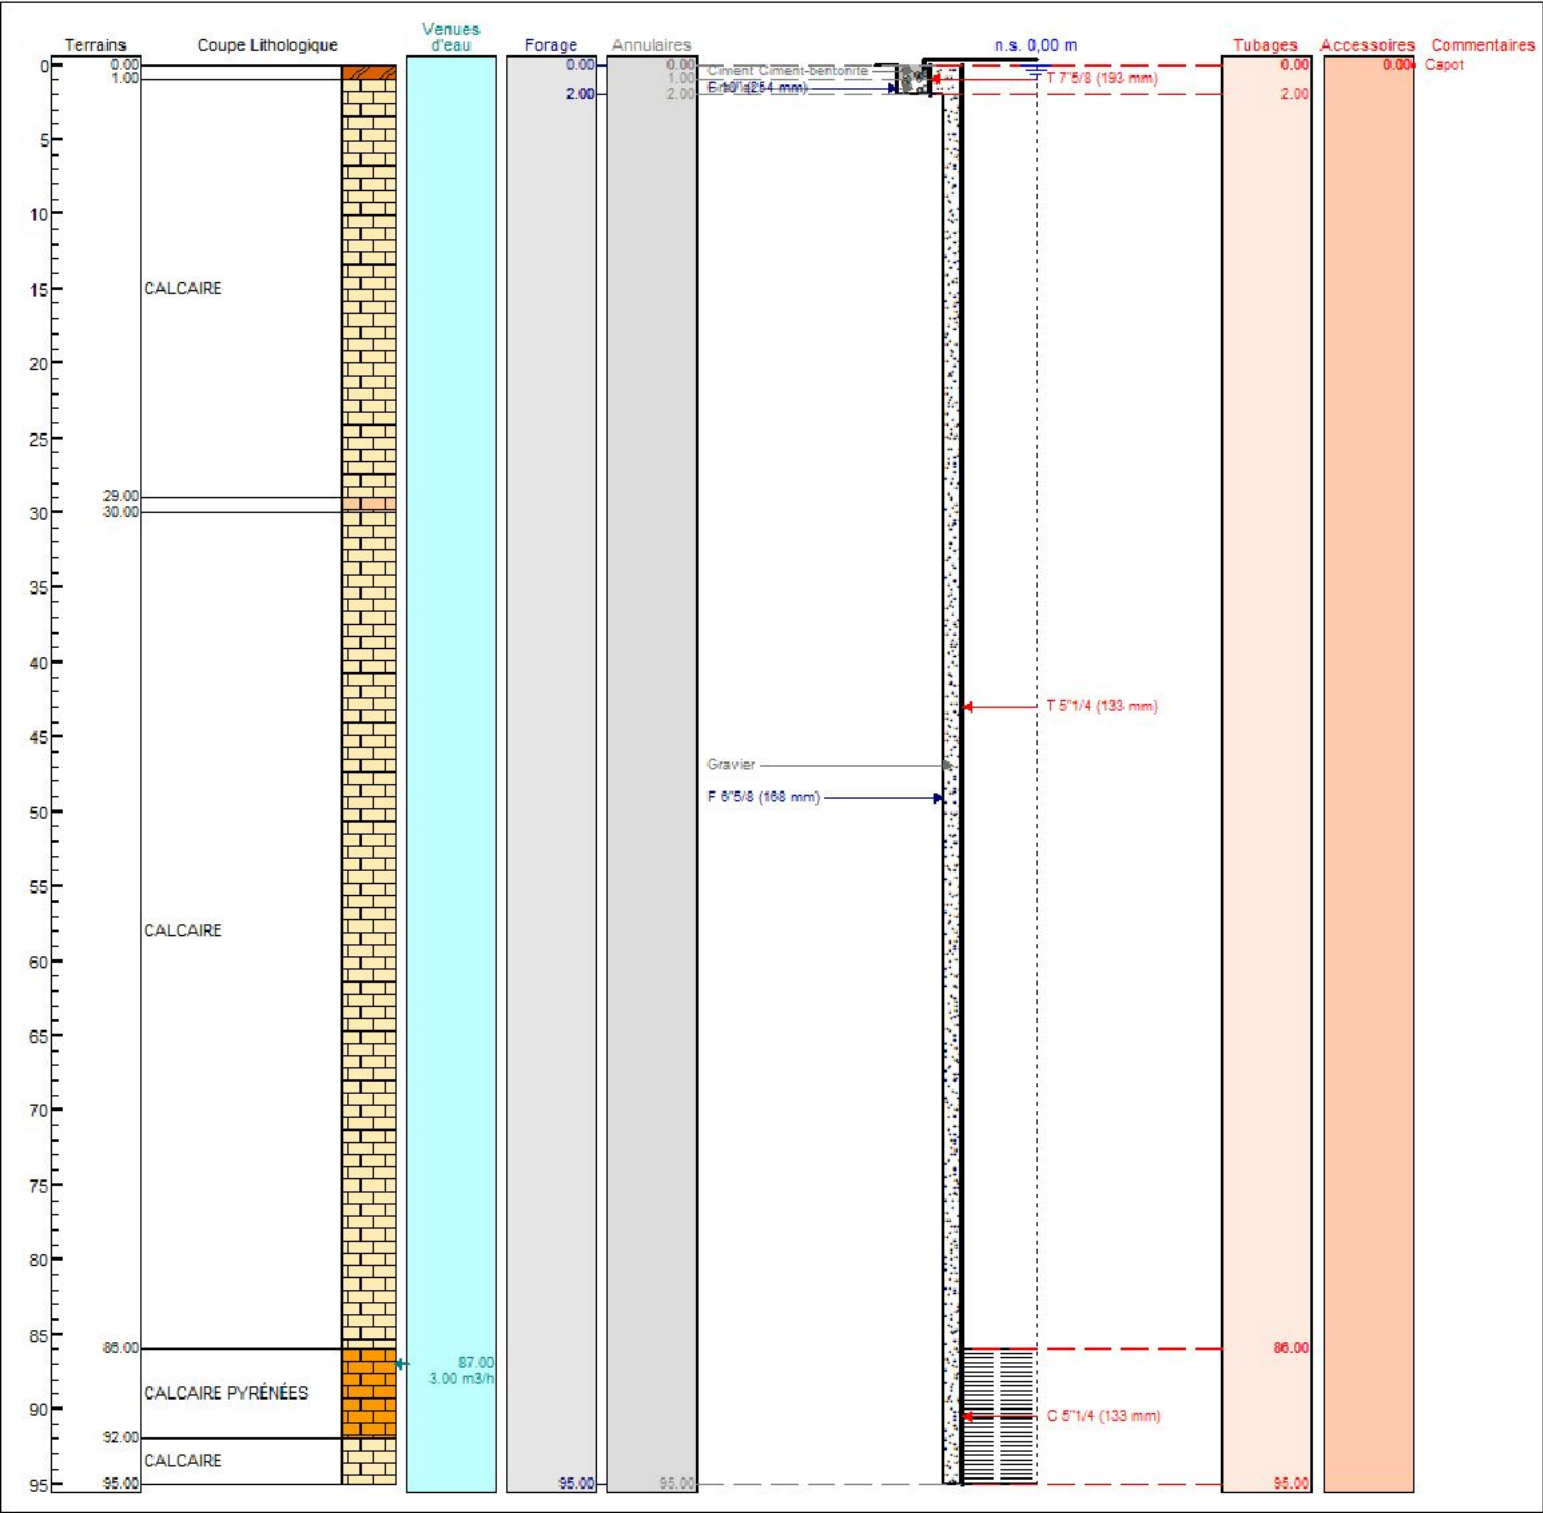 Terrains
Coupe Lithologique
Venues
d'eau
Forage
Annulaires
n.s. 0,00 m
Tubages
Accessoires
Commentaires
0
0.00
0.00
0.00
0.00
0.00
Capot
1.00
1.00
Ciment Ciment-bentonite
T 7"5/8 (193 mm)
2.00
2.00
(254 mm)
2.00
5
10
15
CALCAIRE
20
25
29.00
30
30.00
35
40
T 5"1/4 (133 mm)
45
Gravier
F 6"5/8 (168 mm)
50
55
CALCAIRE
60
65
70
75
80
85
86.00
86.00
87.00
3.00 m3/h
CALCAIRE PYRÉNÉES
90
C 5"1/4 (133 mm)
92.00
CALCAIRE
95
95.00
95.00
95.00
95.00